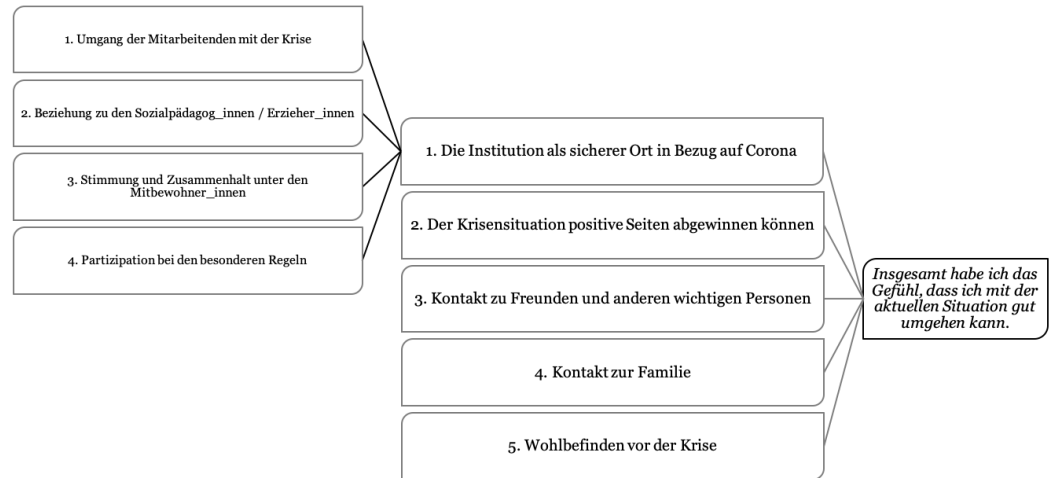 1. Umgang der Mitarbeitenden mit der Krise
2. Beziehung zu den Sozialpädagog_innen / Erzieher_innen
3. Stimmung und Zusammenhalt unter den
Mitbewohner_innen
4. Partizipation bei den besonderen Regeln
1. Die Institution als sicherer Ort in Bezug auf Corona
2. Der Krisensituation positive Seiten abgewinnen können
3. Kontakt zu Freunden und anderen wichtigen Personen
4. Kontakt zur Familie
5. Wohlbefinden vor der Krise
Insgesamt habe ich das
Gefühl, dass ich mit der
aktuellen Situation gut
umgehen kann.